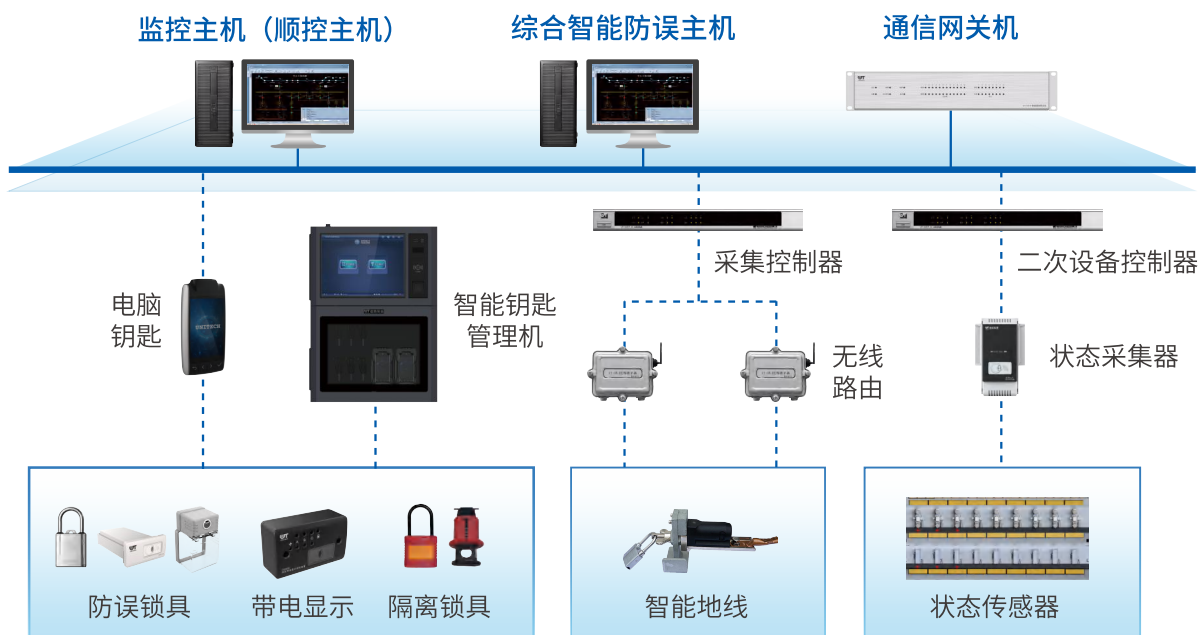 监控主机（顺控主机）
综合智能防误主机
通信网关机
采集控制器
二次设备控制器
电脑
钥匙
智能钥匙
管理机
无线
路由
状态采集器
防误锁具
带电显示
隔离锁具
智能地线
状态传感器